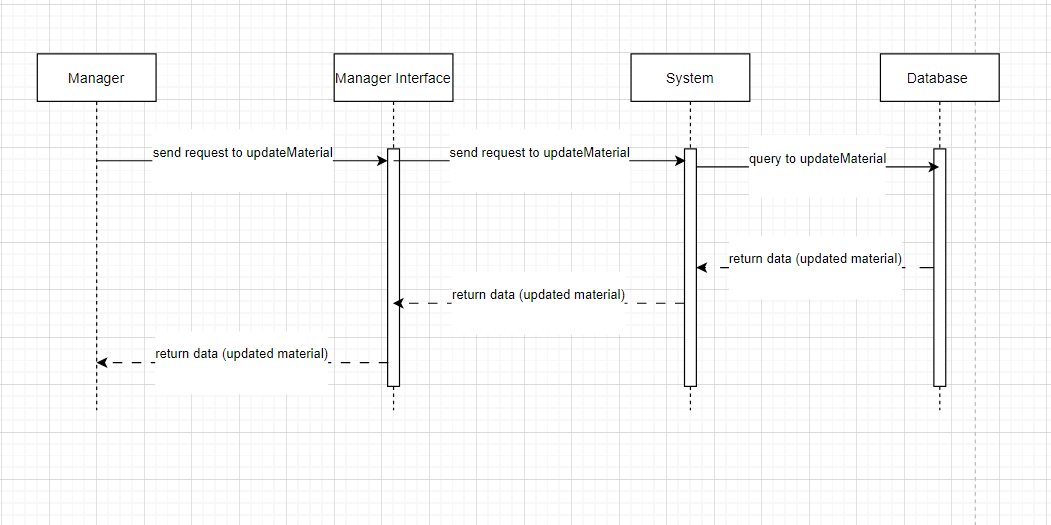 Manager
Manager Interface
System
Database
send request to updateMaterial
send request to updateMaterial
query to updateMaterial
return data (updated material)
return data (updated material)
return data (updated material)